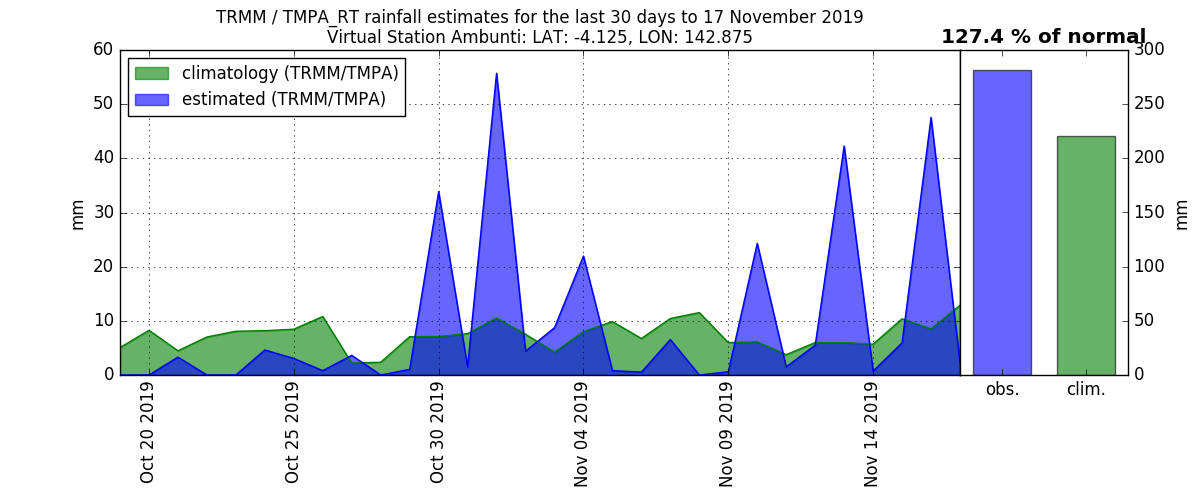 TRMM / TMPA_RT rainfall estimates for the last 30 days to 17 November 2019
Virtual Station Ambunti: LAT: -4.125, LON: 142.875
127.4 % of normal
climatology (TRMM/TMPA)
estimated (TRMM/TMPA)
60
50
40
30
20
10
0
mm
300
250
200
150
100
50
0
mm
Oct 20 2019
Oct 25 2019
Oct 30 2019
Nov 04 2019
Nov 09 2019
Nov 14 2019
obs.
clim.